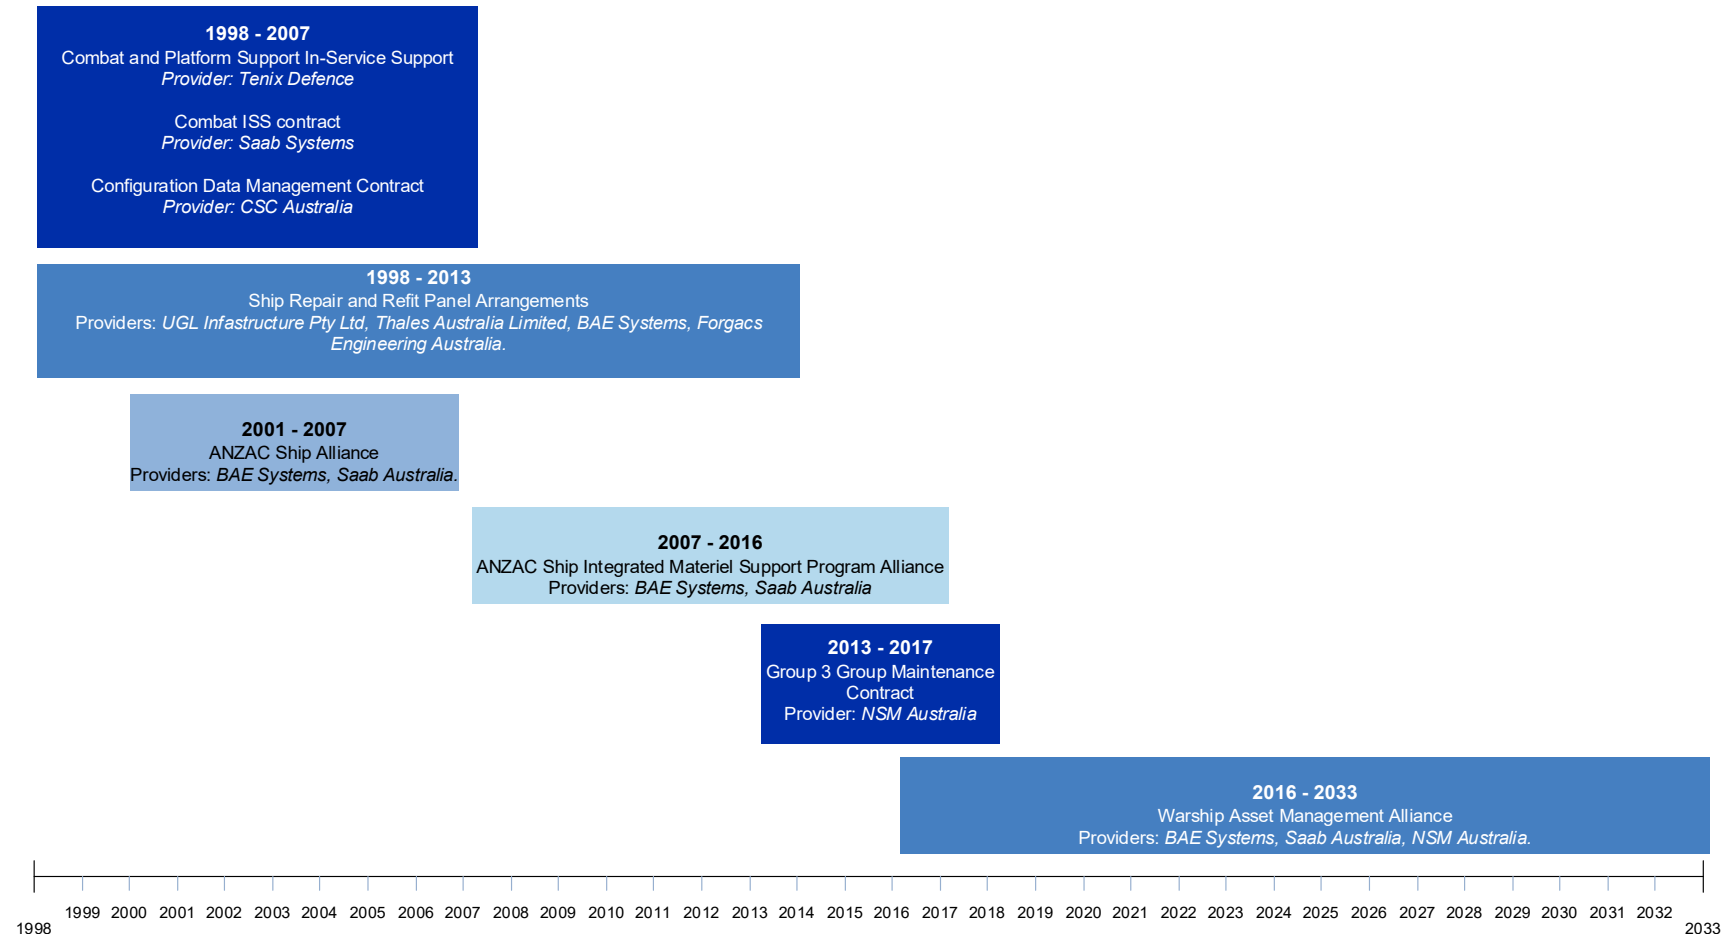 1998 - 2007
Combat and Platform Support In-Service Support
Provider: Tenix Defence
Combat ISS contract
Provider: Saab Systems
Configuration Data Management Contract
Provider: CSC Australia
1998 - 2013
Ship Repair and Refit Panel Arrangements
Providers: UGL Infastructure Pty Ltd, Thales Australia Limited, BAE Systems, Forgacs
Engineering Australia.
2001 - 2007
ANZAC Ship Alliance
Providers: BAE Systems, Saab Australia.
2007 - 2016
ANZAC Ship Integrated Materiel Support Program Alliance
Providers: BAE Systems, Saab Australia
2013 - 2017
Group 3 Group Maintenance
Contract
Provider: NSM Australia
2016 - 2033
Warship Asset Management Alliance
Providers: BAE Systems, Saab Australia, NSM Australia.
1999 2000 2001 2002 2003 2004 2005 2006 2007 2008 2009 2010 2011 2012 2013 2014 2015 2016 2017 2018 2019 2020 2021 2022 2023 2024 2025 2026 2027 2028 2029 2030 2031 2032
1998 2033